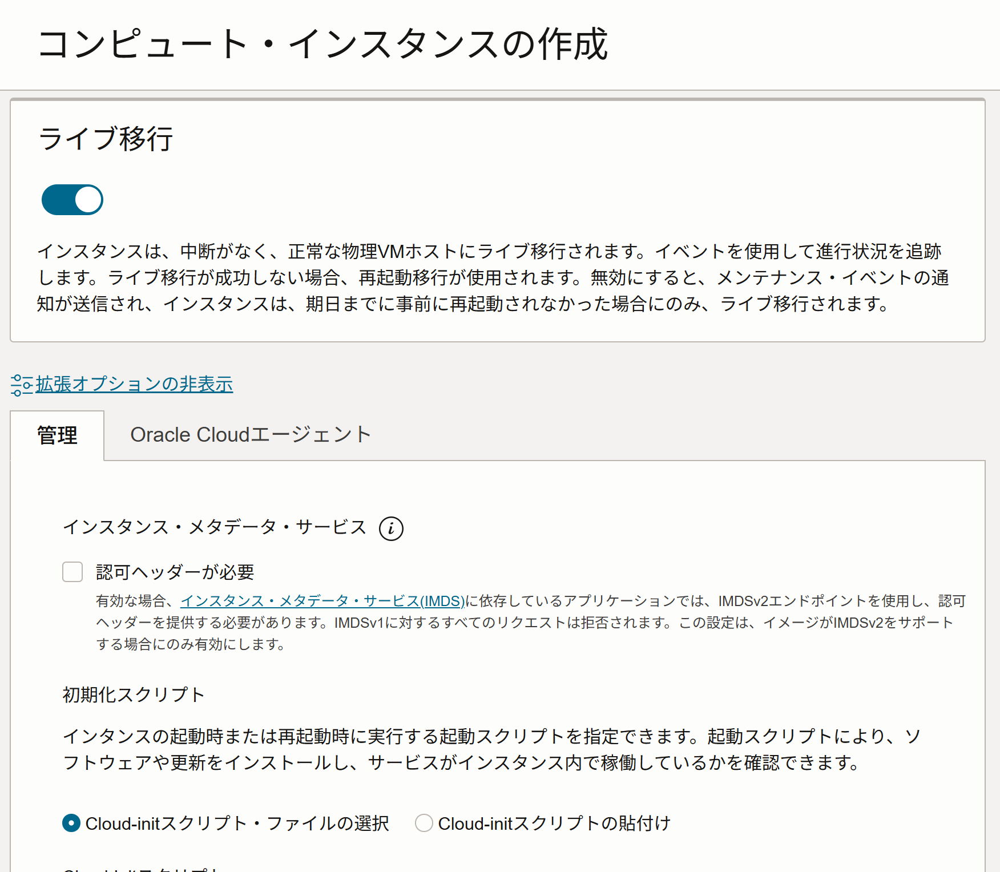 コンピュート・インスタンスの作成
ライブ移行
インスタンスは、中断がなく、正常な物理VMホストにライブ移行されます。イベントを使用して進行状況を追跡
します。ライブ移行が成功しない場合、再起動移行が使用されます。無効にすると、メンテナンス・イベントの通
知が送信され、インスタンスは、期日までに事前に再起動されなかった場合にのみ、ライブ移行されます。
拡張オプションの非表示
管理 Oracle Cloudエージェント
インスタンス・メタデータ・サービス
認可ヘッダーが必要
有効な場合、インスタンス・メタデータ・サービス(IMDS)に依存しているアプリケーションでは、IMDSv2エンドポイントを使用し、認可
ヘッダーを提供する必要があります。IMDSv1に対するすべてのリクエストは拒否されます。この設定は、イメージがIMDSv2をサポート
する場合にのみ有効にします。
初期化スクリプト
インタンスの起動時または再起動時に実行する起動スクリプトを指定できます。起動スクリプトにより、ソ
フトウェアや更新をインストールし、サービスがインスタンス内で稼働しているかを確認できます。
Cloud-initスクリプト・ファイルの選択 Cloud-initスクリプトの貼付け